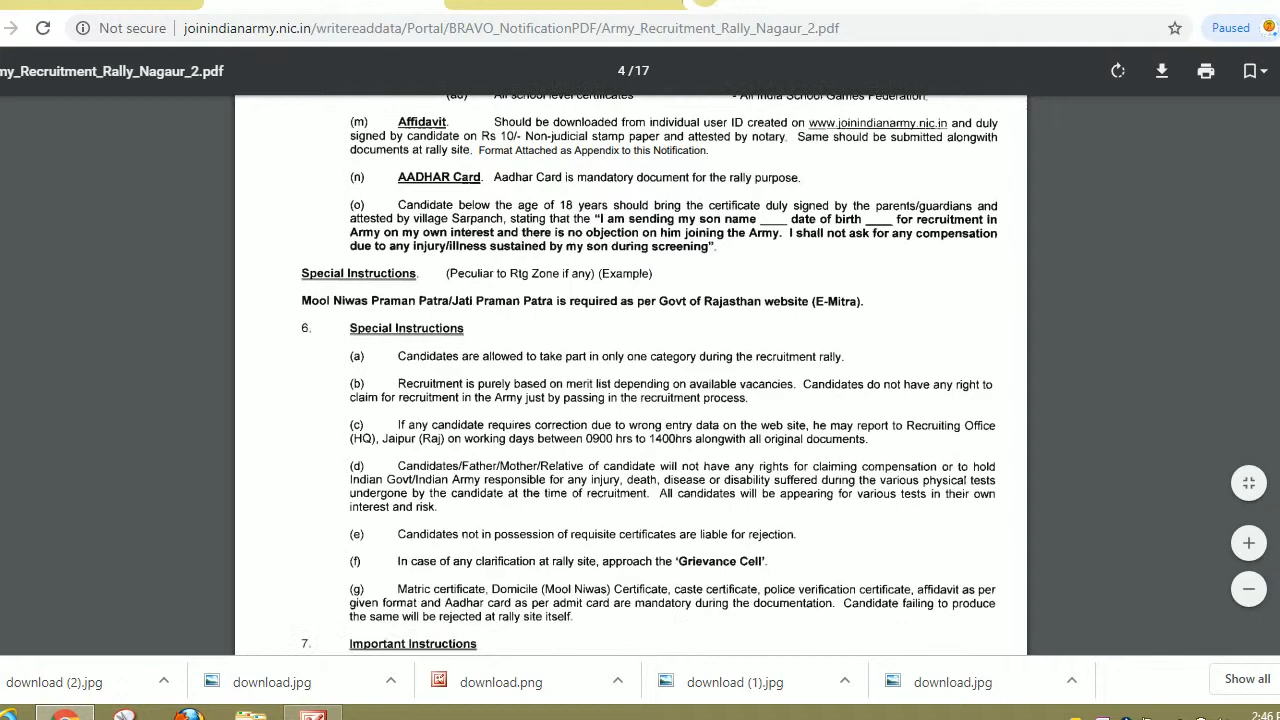 Not secure | joinindianarmy.nic.in/writereaddata/Portal/BRAVO_NotificationPDF/Army_Recruitment_Rally_Nagaur_2.pdf Paused
my_Recruitment_Rally_Nagaur_2.pdf 4 / 17
All school level certificates - All India School Games Federation.
(m) Affidavit. Should be downloaded from individual user ID created on www.joinindianarmy.nic.in and duly
signed by candidate on Rs 10/- Non-judicial stamp paper and attested by notary. Same should be submitted alongwith
documents at rally site. Format Attached as Appendix to this Notification.
(n) AADHAR Card. Aadhar Card is mandatory document for the rally purpose.
(o) Candidate below the age of 18 years should bring the certificate duly signed by the parents/guardians and
attested by village Sarpanch, stating that the “I am sending my son name ____ date of birth ____ for recruitment in
Army on my own interest and there is no objection on him joining the Army. I shall not ask for any compensation
due to any injury/illness sustained by my son during screening”.
Special Instructions. (Peculiar to Rtg Zone if any) (Example)
Mool Niwas Praman Patra/Jati Praman Patra is required as per Govt of Rajasthan website (E-Mitra).
6. Special Instructions
(a) Candidates are allowed to take part in only one category during the recruitment rally.
(b) Recruitment is purely based on merit list depending on available vacancies. Candidates do not have any right to
claim for recruitment in the Army just by passing in the recruitment process.
(c) If any candidate requires correction due to wrong entry data on the web site, he may report to Recruiting Office
(HQ), Jaipur (Raj) on working days between 0900 hrs to 1400hrs alongwith all original documents.
(d) Candidates/Father/Mother/Relative of candidate will not have any rights for claiming compensation or to hold
Indian Govt/Indian Army responsible for any injury, death, disease or disability suffered during the various physical tests
undergone by the candidate at the time of recruitment. All candidates will be appearing for various tests in their own
interest and risk.
(e) Candidates not in possession of requisite certificates are liable for rejection.
(f) In case of any clarification at rally site, approach the ‘Grievance Cell’.
(g) Matric certificate, Domicile (Mool Niwas) Certificate, caste certificate, police verification certificate, affidavit as per
given format and Aadhar card as per admit card are mandatory during the documentation. Candidate failing to produce
the same will be rejected at rally site itself.
7. Important Instructions
download (2).jpg download.jpg download.png download (1).jpg download.jpg Show all
2:46